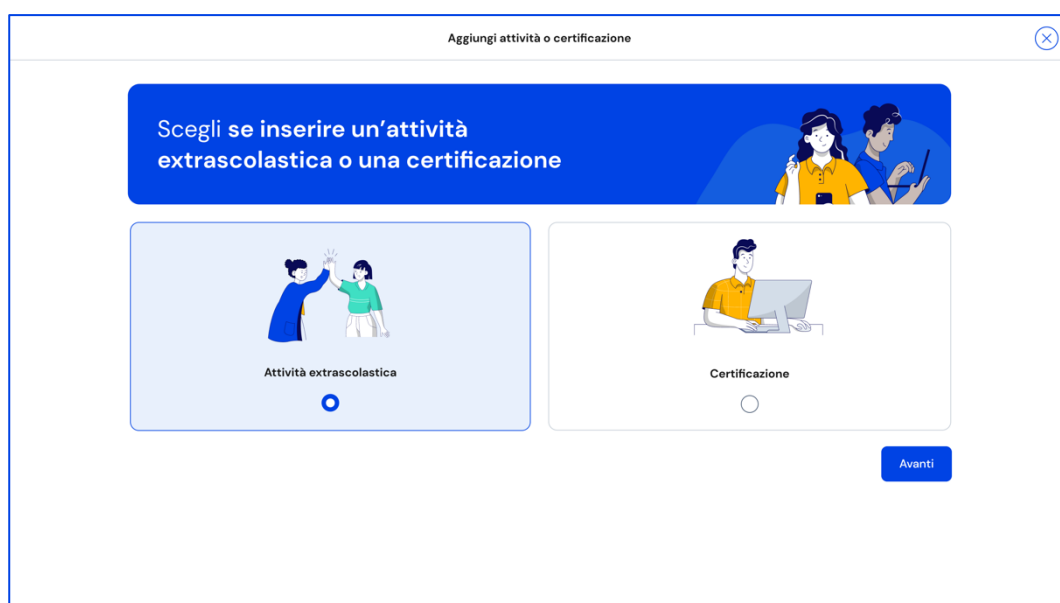 Aggiungi attività o certificazione
Scegli se inserire un’attività
extrascolastica o una certificazione
Attività extrascolastica
Certificazione
Avanti